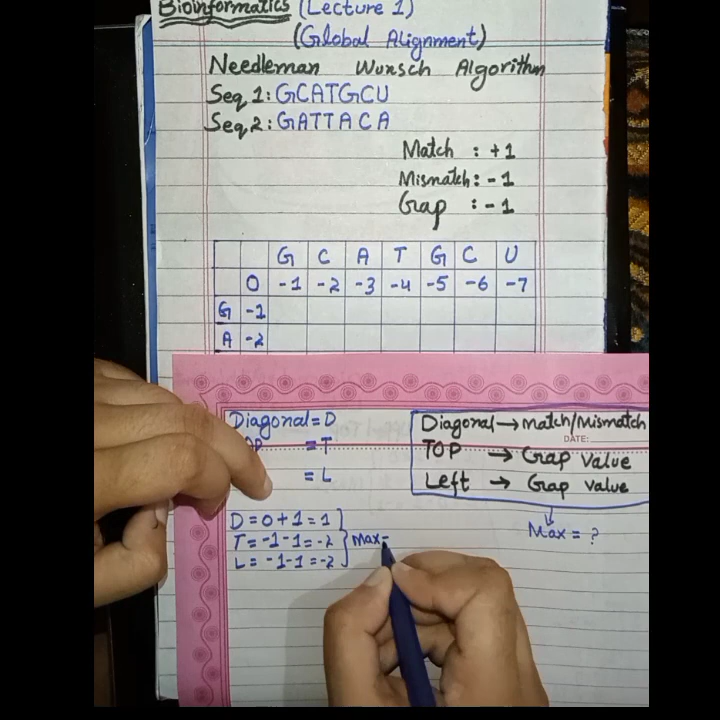 Bioinformatics (Lecture 1)
(Global Alignment)
Needleman Wunsch Algorithm
Seq 1: GCATGCU
Seq 2: GATTACA
Match : +1
Mismatch: -1
Gap : -1
G C A T G C U
0 -1 -2 -3 -4 -5 -6 -7
G -1
A -2
Diagonal = D
= T
= L
Diagonal → Match/Mismatch
DATE:
TOP → Gap Value
Left → Gap Value
Max = ?
D = 0 + 1 = 1
T = -1 -1 = -2
L = -1 -1 = -2
Max=